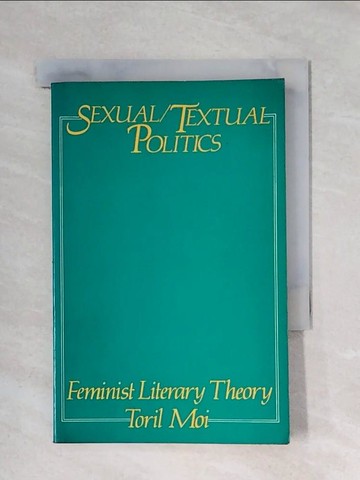 Sexual/Textual
Politics
Feminist Literary Theory
Toril Moi